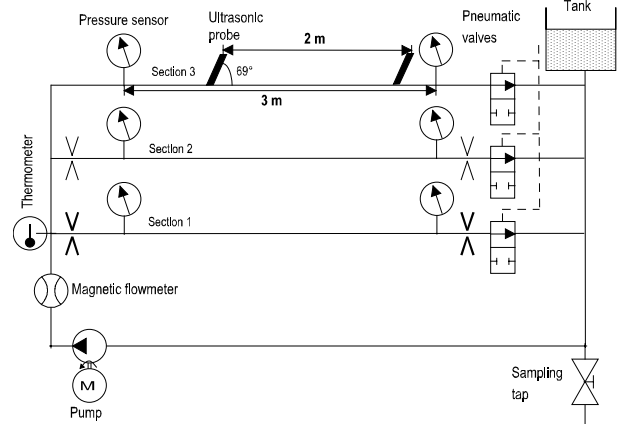 Pressure sensor
Ultrasonic
probe
2 m
Pneumatic
valves
Tank
Section 3
69°
3 m
Section 2
Thermometer
Section 1
Magnetic flowmeter
M
Pump
Sampling
tap